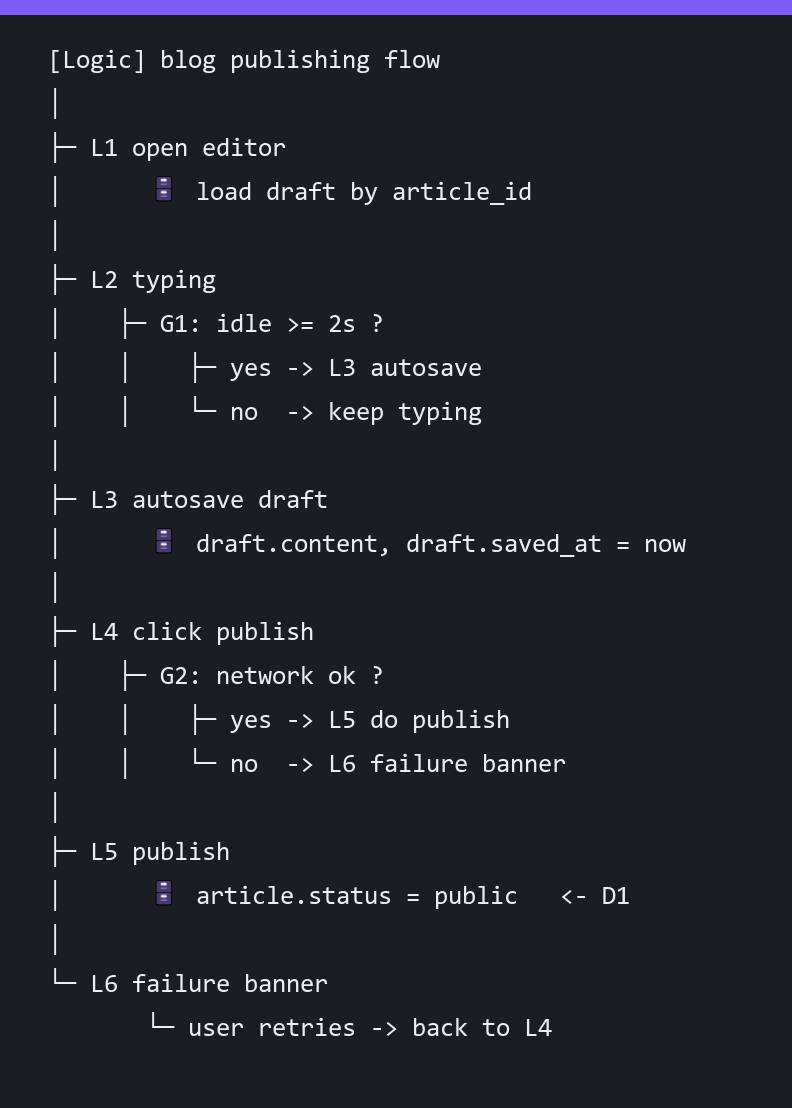 [Logic] blog publishing flow
│
├─ L1 open editor
│      🗄 load draft by article_id
│
├─ L2 typing
│    ├─ G1: idle >= 2s ?
│    │    ├─ yes -> L3 autosave
│    │    └─ no  -> keep typing
│
├─ L3 autosave draft
│      🗄 draft.content, draft.saved_at = now
│
├─ L4 click publish
│    ├─ G2: network ok ?
│    │    ├─ yes -> L5 do publish
│    │    └─ no  -> L6 failure banner
│
├─ L5 publish
│      🗄 article.status = public   <- D1
│
└─ L6 failure banner
       └─ user retries -> back to L4